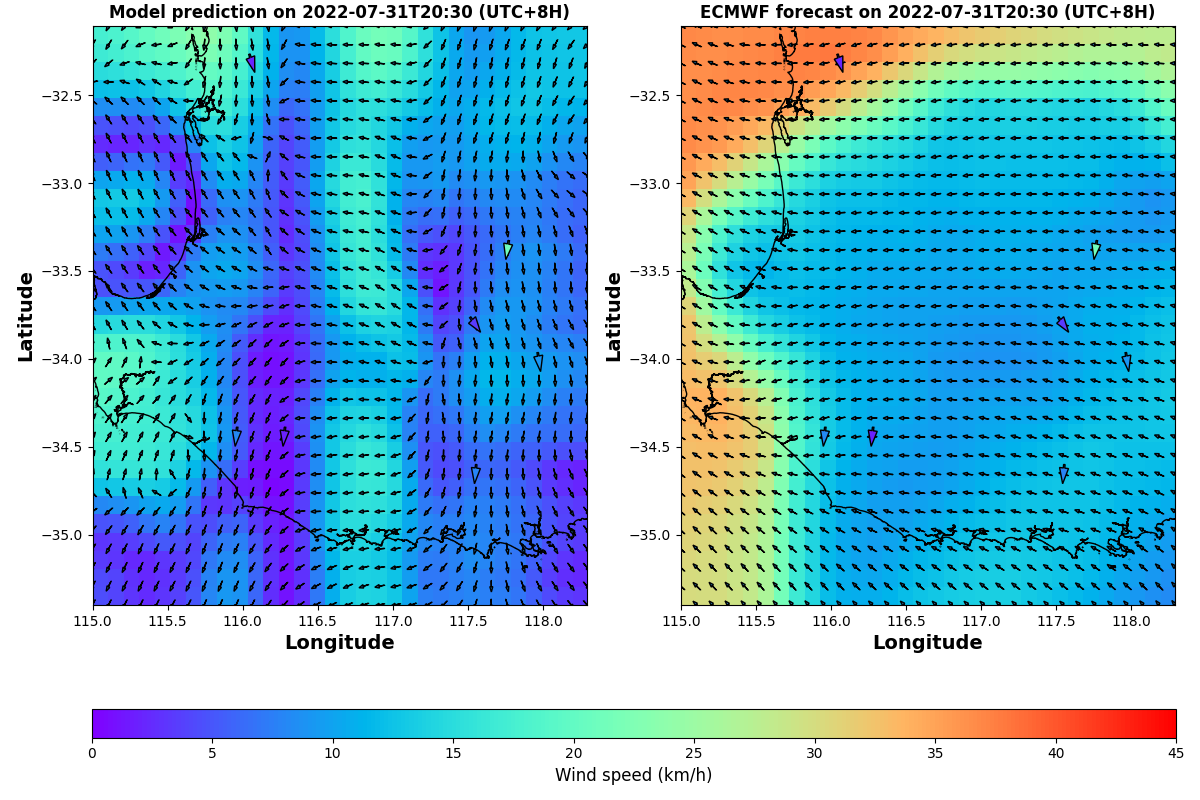 Model prediction on 2022-07-31T20:30 (UTC+8H)
ECMWF forecast on 2022-07-31T20:30 (UTC+8H)
Latitude
−32.5
−33.0
−33.5
−34.0
−34.5
−35.0
115.0 115.5 116.0 116.5 117.0 117.5 118.0
Longitude
Latitude
−32.5
−33.0
−33.5
−34.0
−34.5
−35.0
115.0 115.5 116.0 116.5 117.0 117.5 118.0
Longitude
0 5 10 15 20 25 30 35 40 45
Wind speed (km/h)